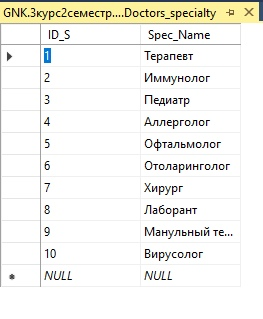 GNK.3курс2семестр....Doctors_specialty
ID_S Spec_Name
1 Терапевт
2 Иммунолог
3 Педиатр
4 Аллерголог
5 Офтальмолог
6 Отоларинголог
7 Хирург
8 Лаборант
9 Манульный те...
10 Вирусолог
NULL NULL